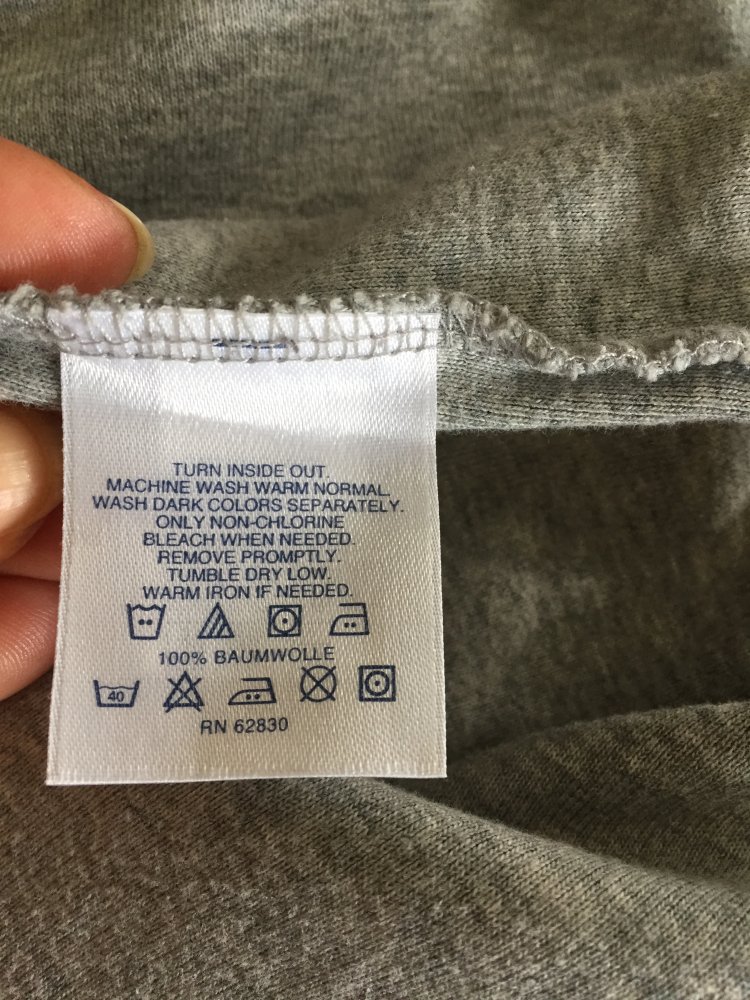 TURN INSIDE OUT.
MACHINE WASH WARM NORMAL.
WASH DARK COLORS SEPARATELY.
ONLY NON-CHLORINE
BLEACH WHEN NEEDED.
REMOVE PROMPTLY.
TUMBLE DRY LOW.
WARM IRON IF NEEDED.
100% BAUMWOLLE
40
RN 62830